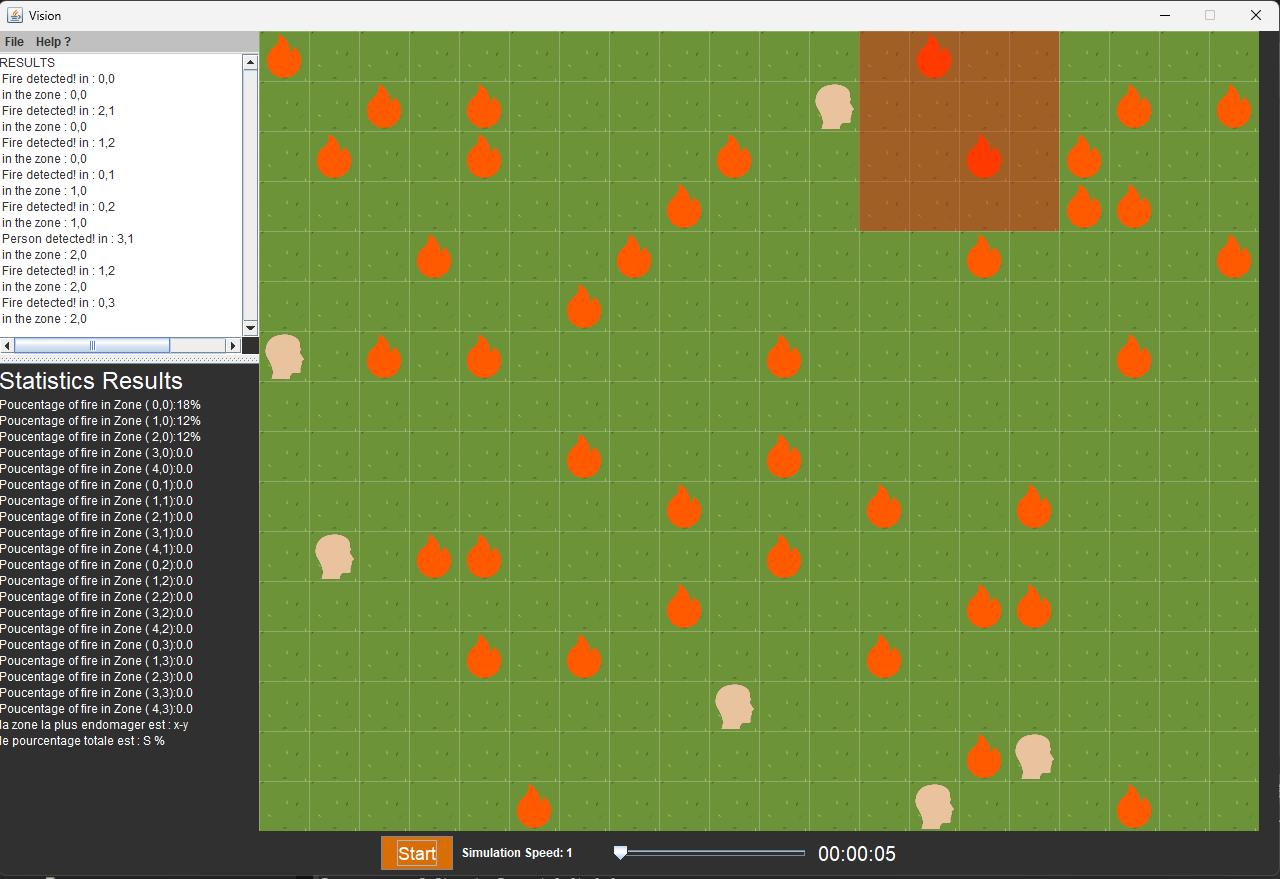 Vision
File Help ?
RESULTS
Fire detected! in : 0,0
in the zone : 0,0
Fire detected! in : 2,1
in the zone : 0,0
Fire detected! in : 1,2
in the zone : 0,0
Fire detected! in : 0,1
in the zone : 1,0
Fire detected! in : 0,2
in the zone : 1,0
Person detected! in : 3,1
in the zone : 2,0
Fire detected! in : 1,2
in the zone : 2,0
Fire detected! in : 0,3
in the zone : 2,0
Statistics Results
Poucentage of fire in Zone ( 0,0):18%
Poucentage of fire in Zone ( 1,0):12%
Poucentage of fire in Zone ( 2,0):12%
Poucentage of fire in Zone ( 3,0):0.0
Poucentage of fire in Zone ( 4,0):0.0
Poucentage of fire in Zone ( 0,1):0.0
Poucentage of fire in Zone ( 1,1):0.0
Poucentage of fire in Zone ( 2,1):0.0
Poucentage of fire in Zone ( 3,1):0.0
Poucentage of fire in Zone ( 4,1):0.0
Poucentage of fire in Zone ( 0,2):0.0
Poucentage of fire in Zone ( 1,2):0.0
Poucentage of fire in Zone ( 2,2):0.0
Poucentage of fire in Zone ( 3,2):0.0
Poucentage of fire in Zone ( 4,2):0.0
Poucentage of fire in Zone ( 0,3):0.0
Poucentage of fire in Zone ( 1,3):0.0
Poucentage of fire in Zone ( 2,3):0.0
Poucentage of fire in Zone ( 3,3):0.0
Poucentage of fire in Zone ( 4,3):0.0
la zone la plus endomager est : x-y
le pourcentage totale est : S %
Start Simulation Speed: 1 00:00:05